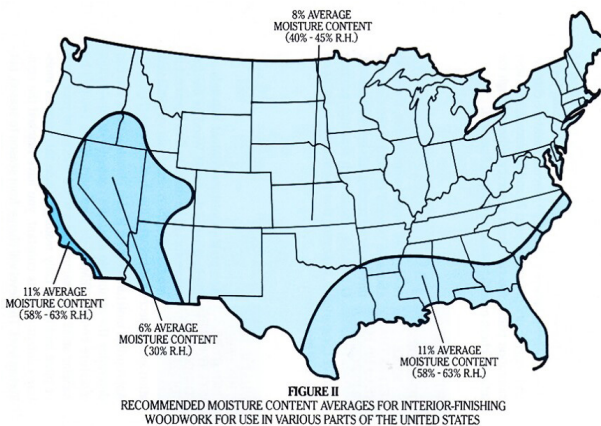 8% AVERAGE
MOISTURE CONTENT
(40% - 45% R.H.)
11% AVERAGE
MOISTURE CONTENT
(58% - 63% R.H.)
6% AVERAGE
MOISTURE CONTENT
(30% R.H.)
11% AVERAGE
MOISTURE CONTENT
(58% - 63% R.H.)
FIGURE II
RECOMMENDED MOISTURE CONTENT AVERAGES FOR INTERIOR-FINISHING
WOODWORK FOR USE IN VARIOUS PARTS OF THE UNITED STATES